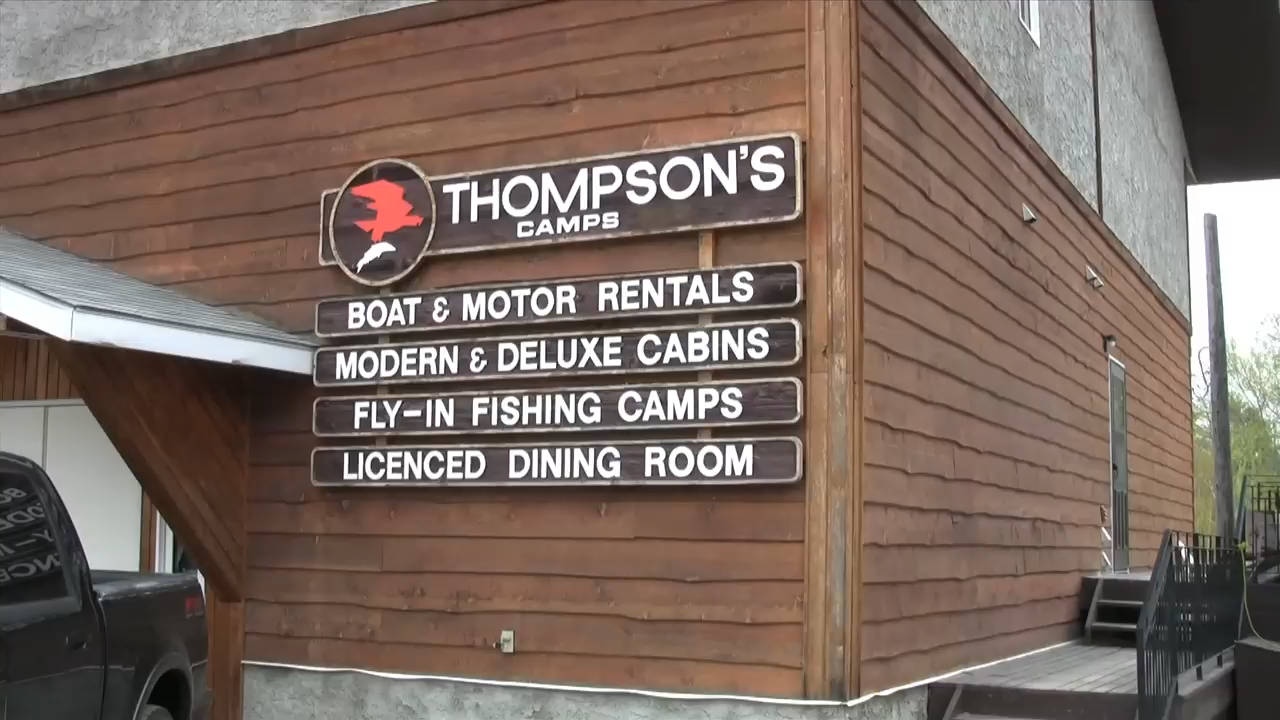 THOMPSON'S
CAMPS
BOAT & MOTOR RENTALS
MODERN & DELUXE CABINS
FLY-IN FISHING CAMPS
LICENCED DINING ROOM